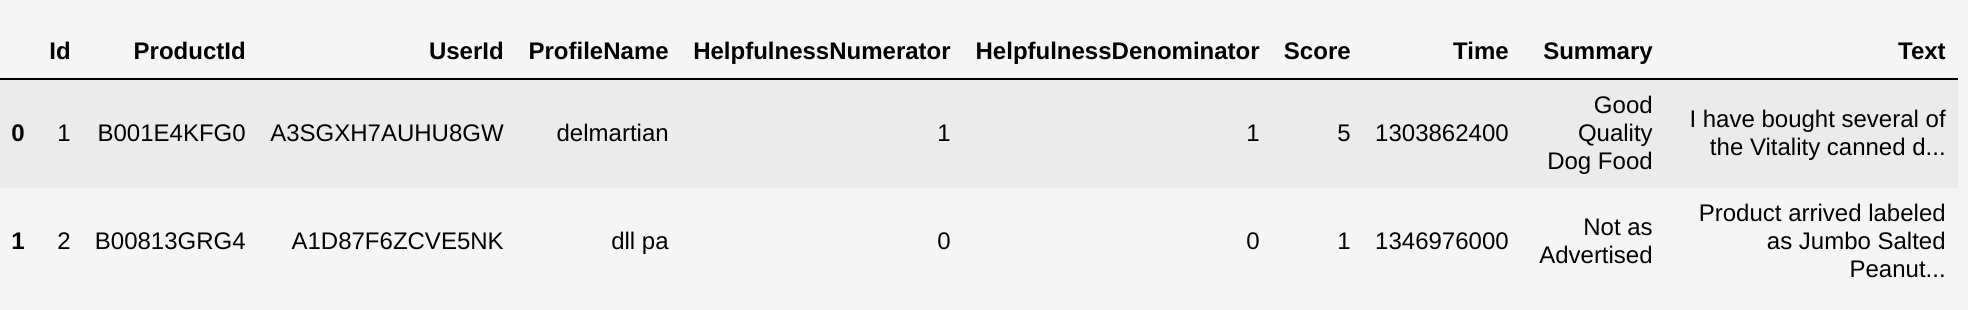 Id ProductId UserId ProfileName HelpfulnessNumerator HelpfulnessDenominator Score Time Summary Text
0 1 B001E4KFG0 A3SGXH7AUHU8GW delmartian 1 1 5 1303862400 Good Quality Dog Food I have bought several of the Vitality canned d...
1 2 B00813GRG4 A1D87F6ZCVE5NK dll pa 0 0 1 1346976000 Not as Advertised Product arrived labeled as Jumbo Salted Peanut...